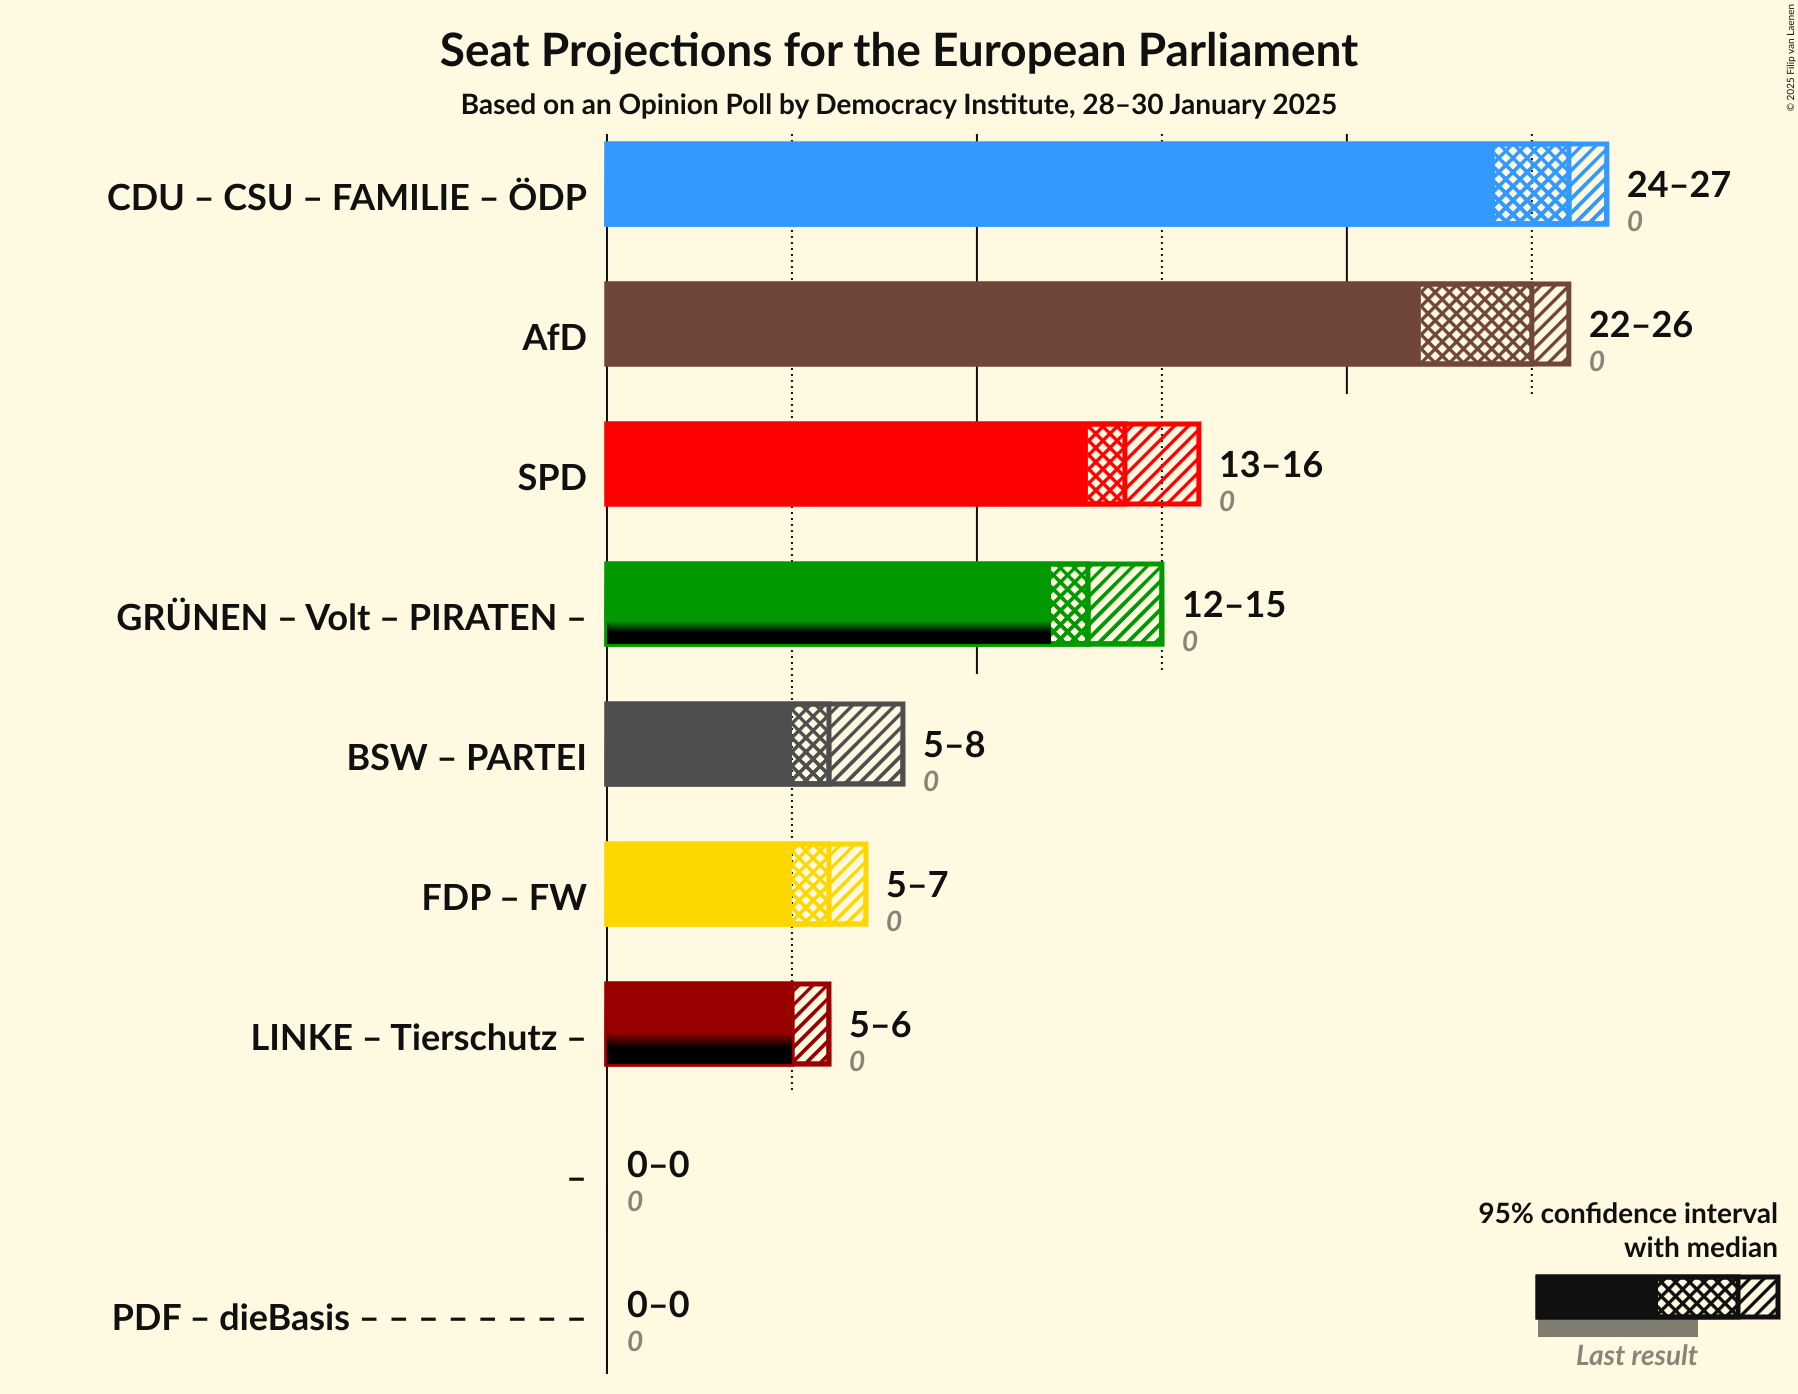 Seat Projections for the European Parliament
Based on an Opinion Poll by Democracy Institute, 28–30 January 2025
© 2025 Filip van Laenen
CDU – CSU – FAMILIE – ÖDP
24–27
0
AfD
22–26
0
SPD
13–16
0
GRÜNEN – Volt – PIRATEN –
12–15
0
BSW – PARTEI
5–8
0
FDP – FW
5–7
0
LINKE – Tierschutz –
5–6
0
–
0–0
0
PDF – dieBasis – – – – – – – –
0–0
0
95% confidence interval
with median
Last result